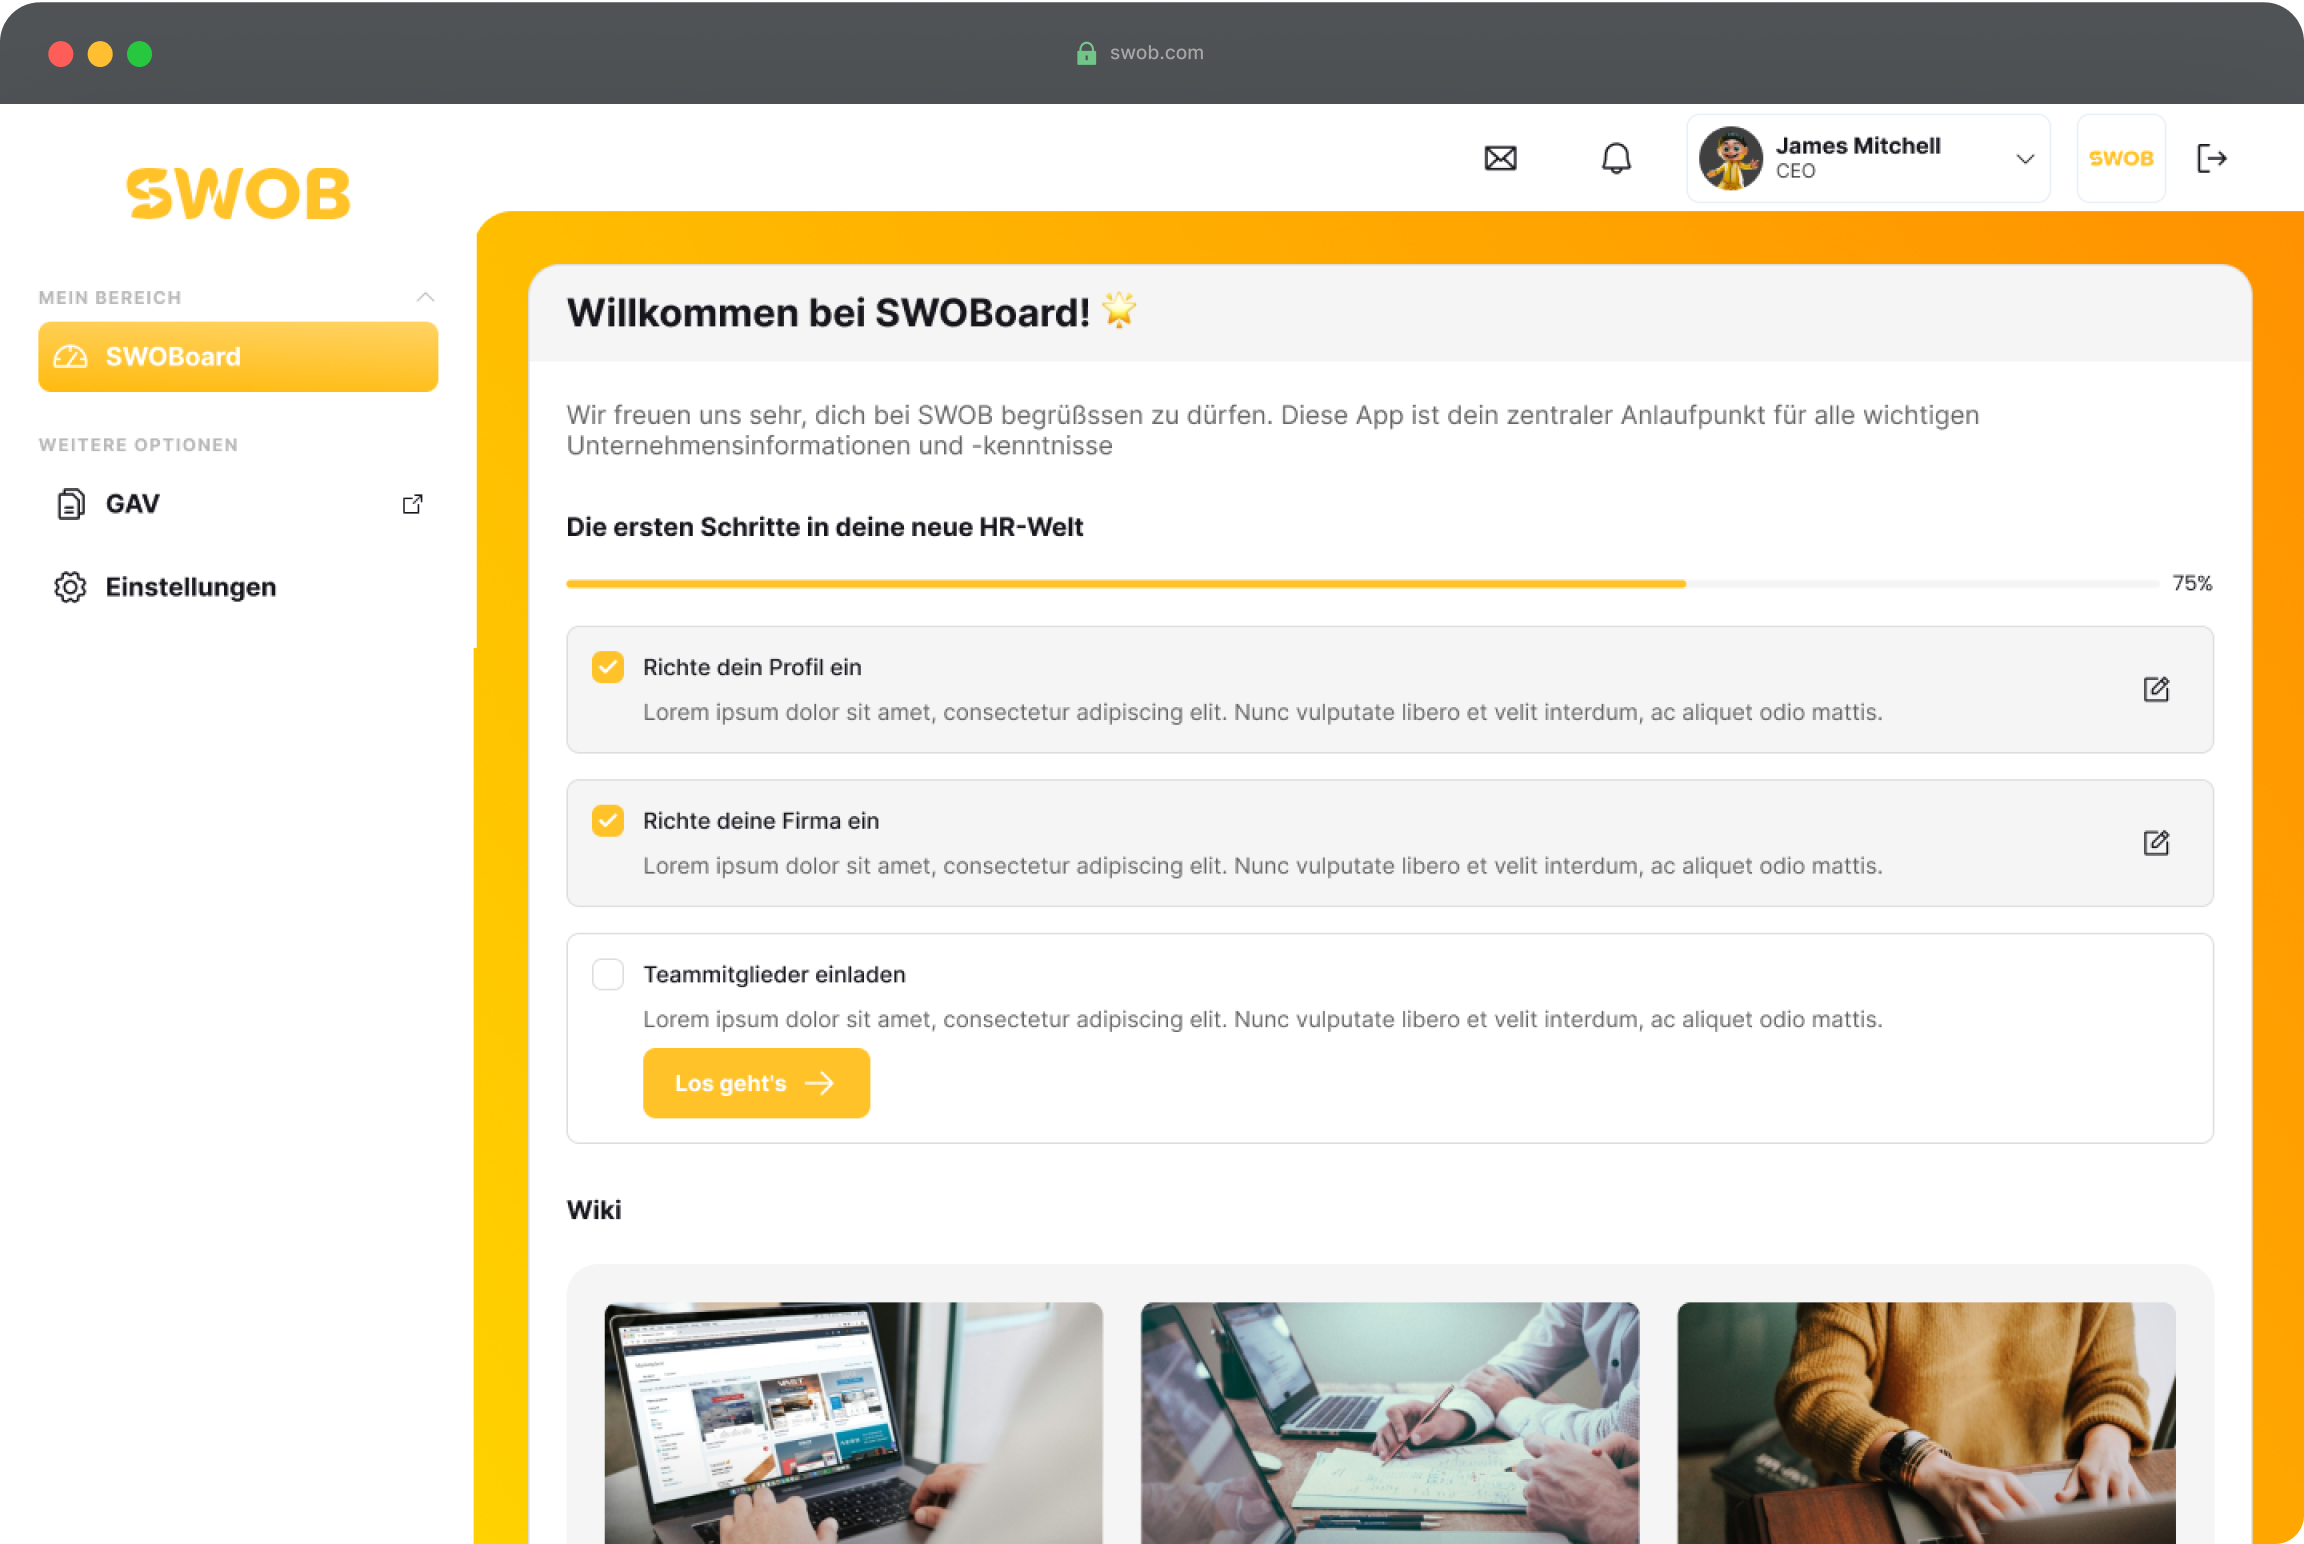 swob.com
SWOB
James Mitchell
CEO
SWOB
MEIN BEREICH
SWOBoard
WEITERE OPTIONEN
GAV
Einstellungen
Willkommen bei SWOBoard! 🌟
Wir freuen uns sehr, dich bei SWOB begrüßssen zu dürfen. Diese App ist dein zentraler Anlaufpunkt für alle wichtigen
Unternehmensinformationen und -kenntnisse
Die ersten Schritte in deine neue HR-Welt
75%
Richte dein Profil ein
Lorem ipsum dolor sit amet, consectetur adipiscing elit. Nunc vulputate libero et velit interdum, ac aliquet odio mattis.
Richte deine Firma ein
Lorem ipsum dolor sit amet, consectetur adipiscing elit. Nunc vulputate libero et velit interdum, ac aliquet odio mattis.
Teammitglieder einladen
Lorem ipsum dolor sit amet, consectetur adipiscing elit. Nunc vulputate libero et velit interdum, ac aliquet odio mattis.
Los geht's
Wiki